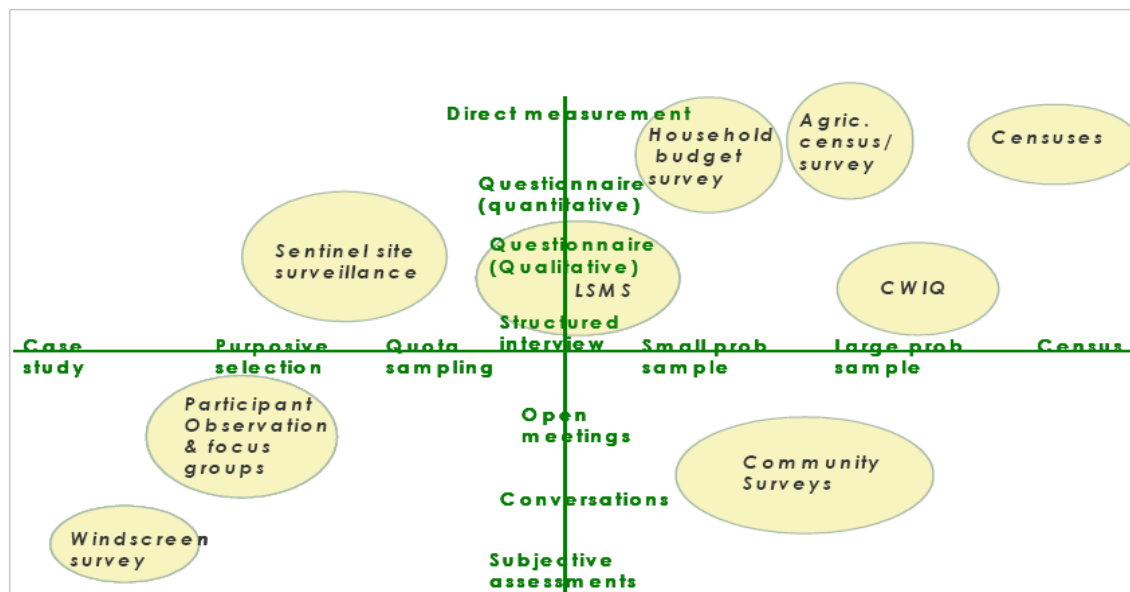 Direct measurement
Household
budget
survey
Agric.
census/
survey
Censuses
Questionnaire
(quantitative)
Sentinel site
surveillance
Questionnaire
(Qualitative)
LSMS
CWIQ
Structured
interview
Case
study
Purposive
selection
Quota
sampling
Small prob
sample
Large prob
sample
Census
Participant
Observation
& focus
groups
Open
meetings
Community
Surveys
Conversations
Windscreen
survey
Subjective
assessments